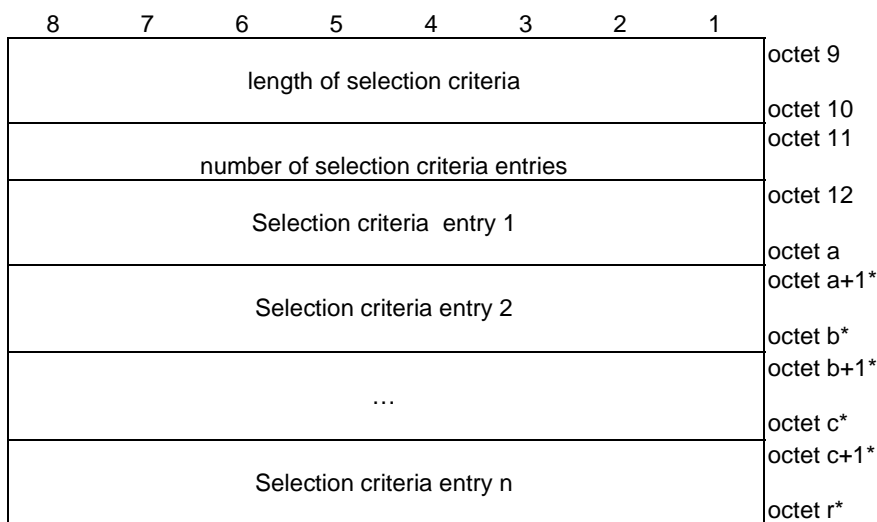 8 7 6 5 4 3 2 1
octet 9
length of selection criteria
octet 10
octet 11
number of selection criteria entries
octet 12
Selection criteria entry 1
octet a
octet a+1*
Selection criteria entry 2
octet b*
octet b+1*
…
octet c*
octet c+1*
Selection criteria entry n
octet r*